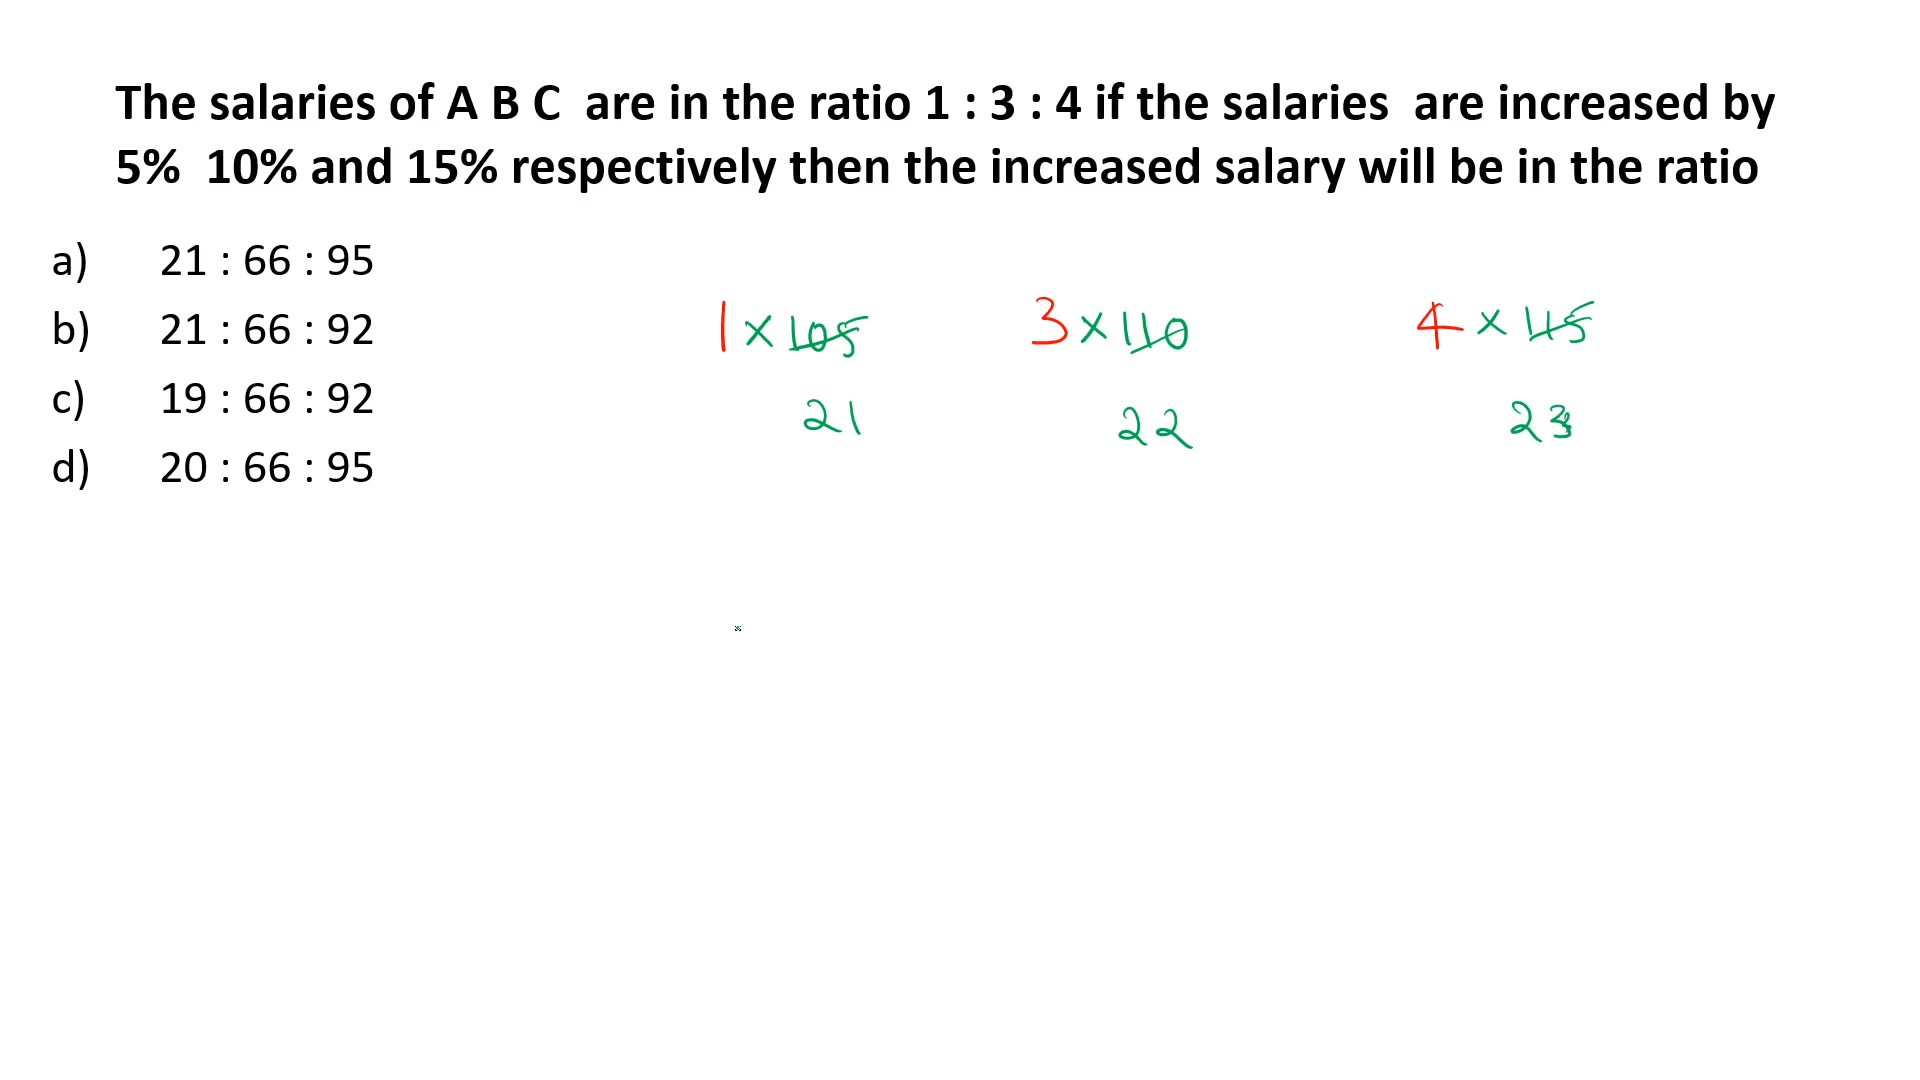 The salaries of A B C are in the ratio 1 : 3 : 4 if the salaries are increased by
5% 10% and 15% respectively then the increased salary will be in the ratio
a) 21 : 66 : 95
b) 21 : 66 : 92
c) 19 : 66 : 92
d) 20 : 66 : 95
1 × 105 3 × 110 4 × 115
21 22 23